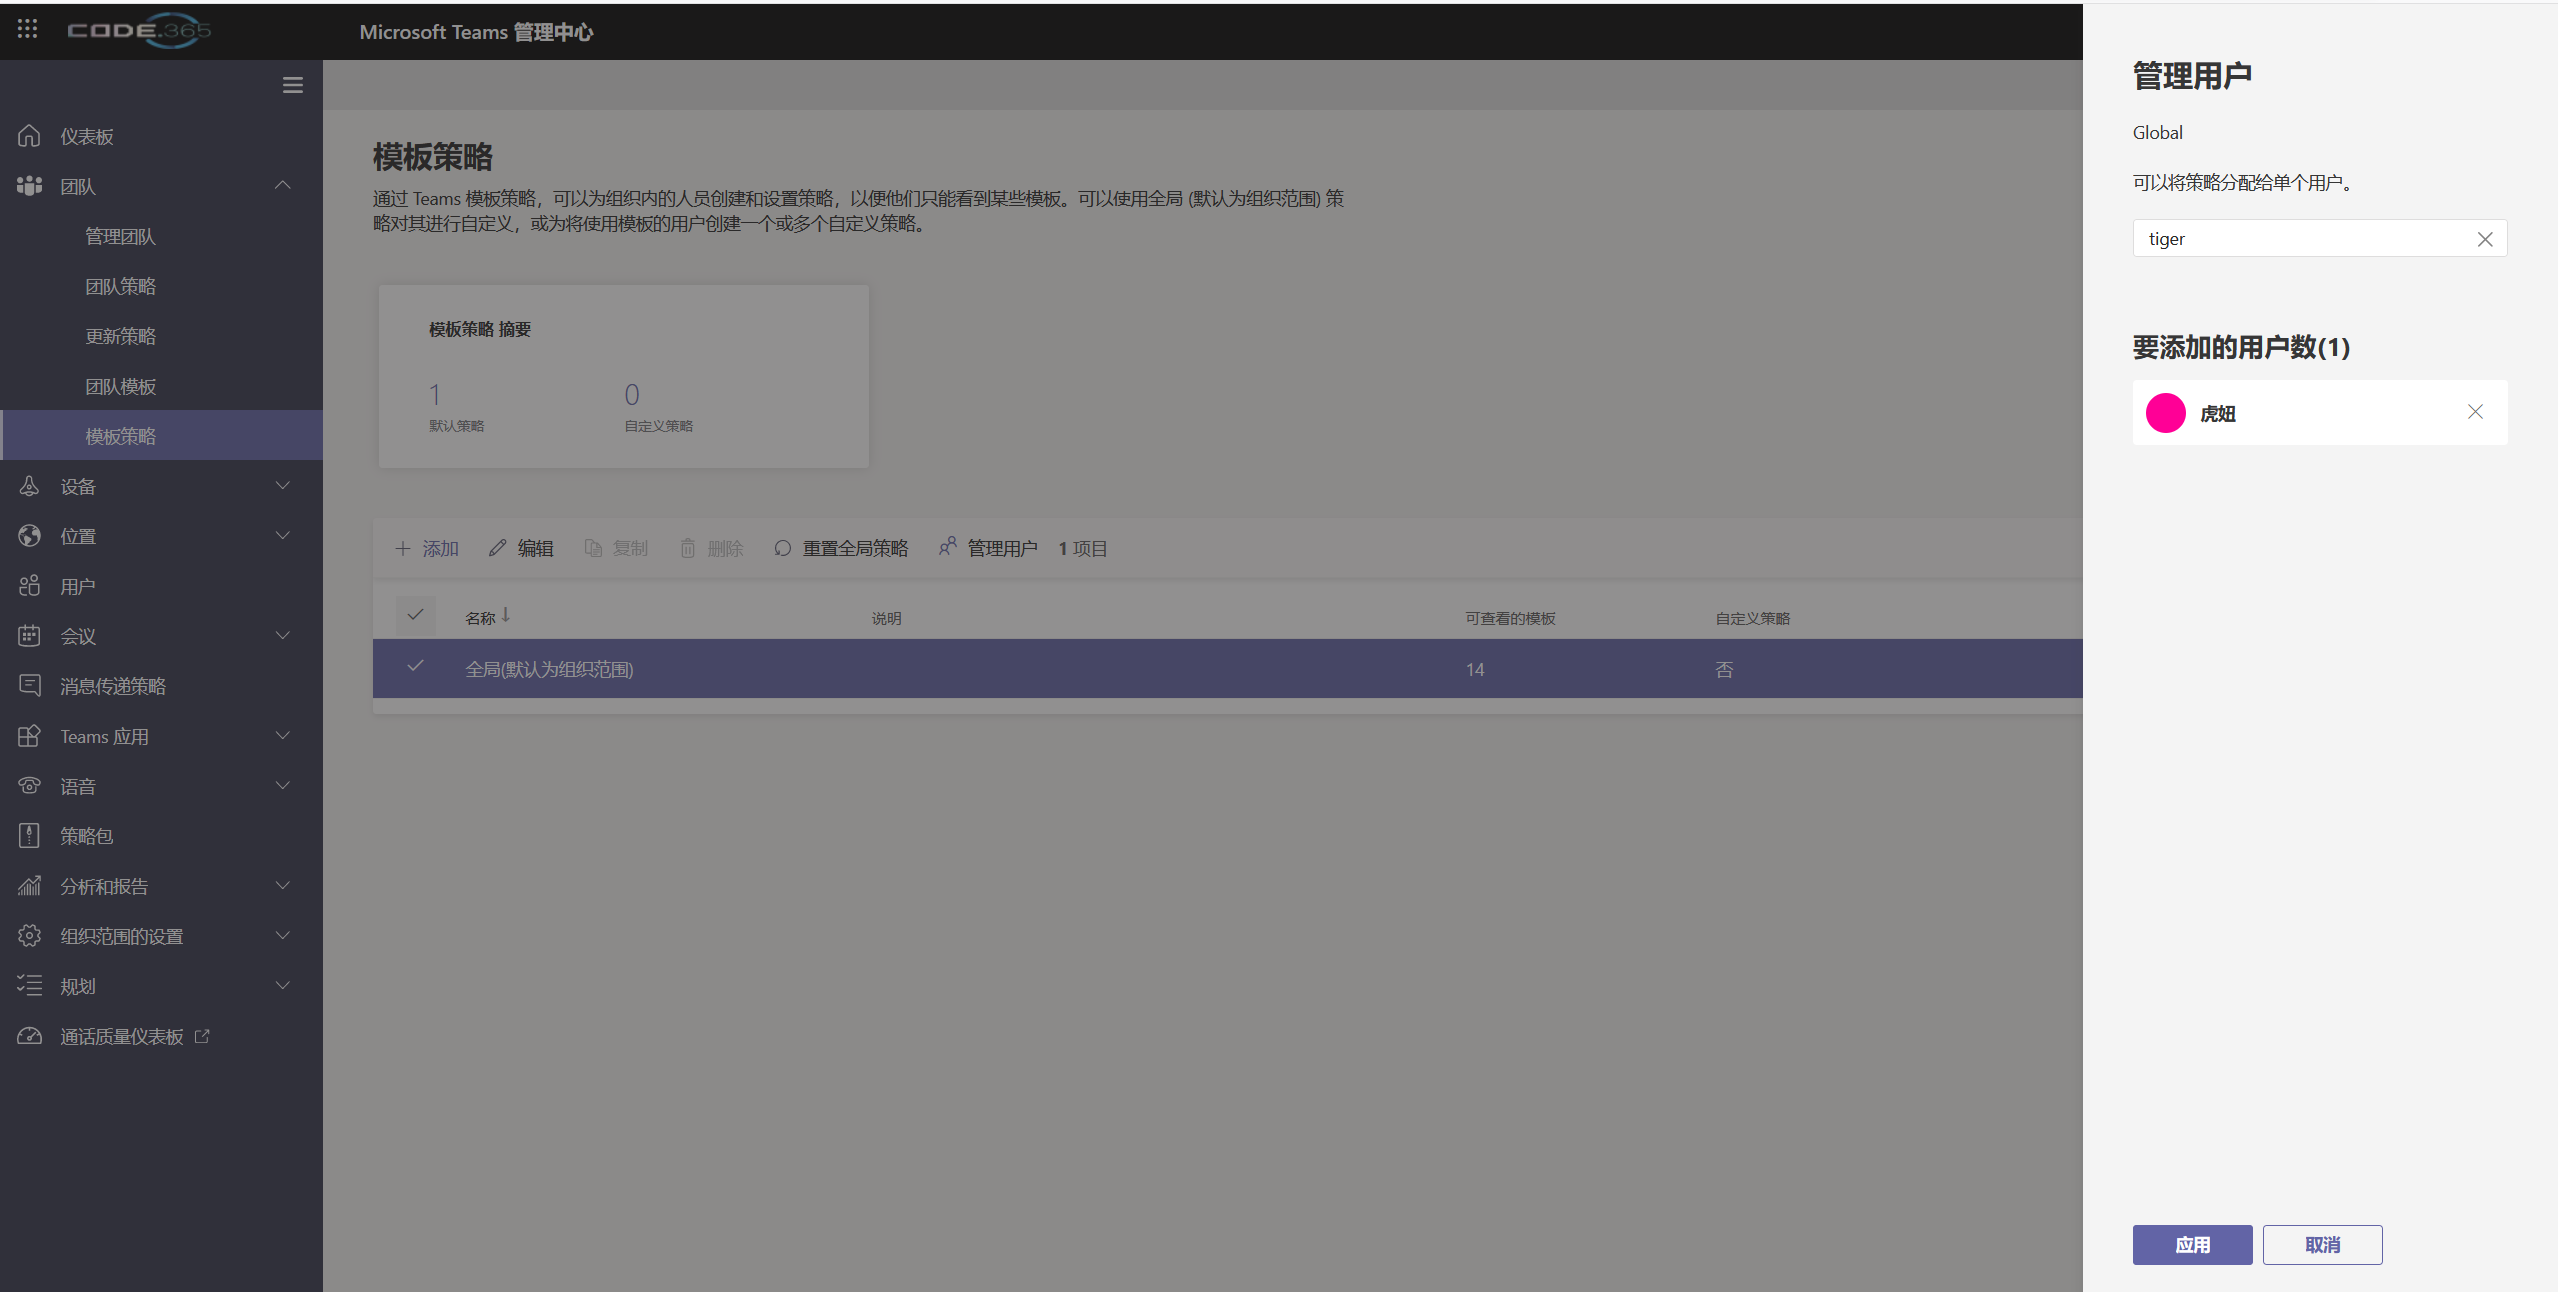 CODE.365
Microsoft Teams 管理中心
仪表板
团队
管理团队
团队策略
更新策略
团队模板
模板策略
设备
位置
用户
会议
消息传递策略
Teams 应用
语音
策略包
分析和报告
组织范围的设置
规划
通话质量仪表板
模板策略
通过 Teams 模板策略，可以为组织内的人员创建和设置策略，以便他们只能看到某些模板。可以使用全局 (默认为组织范围) 策
略对其进行自定义，或为将使用模板的用户创建一个或多个自定义策略。
模板策略 摘要
1 0
默认策略 自定义策略
添加 编辑 复制 删除 重置全局策略 管理用户 1 项目
名称 说明 可查看的模板 自定义策略
全局(默认为组织范围) 14 否
管理用户
Global
可以将策略分配给单个用户。
tiger
要添加的用户数(1)
虎妞
应用 取消